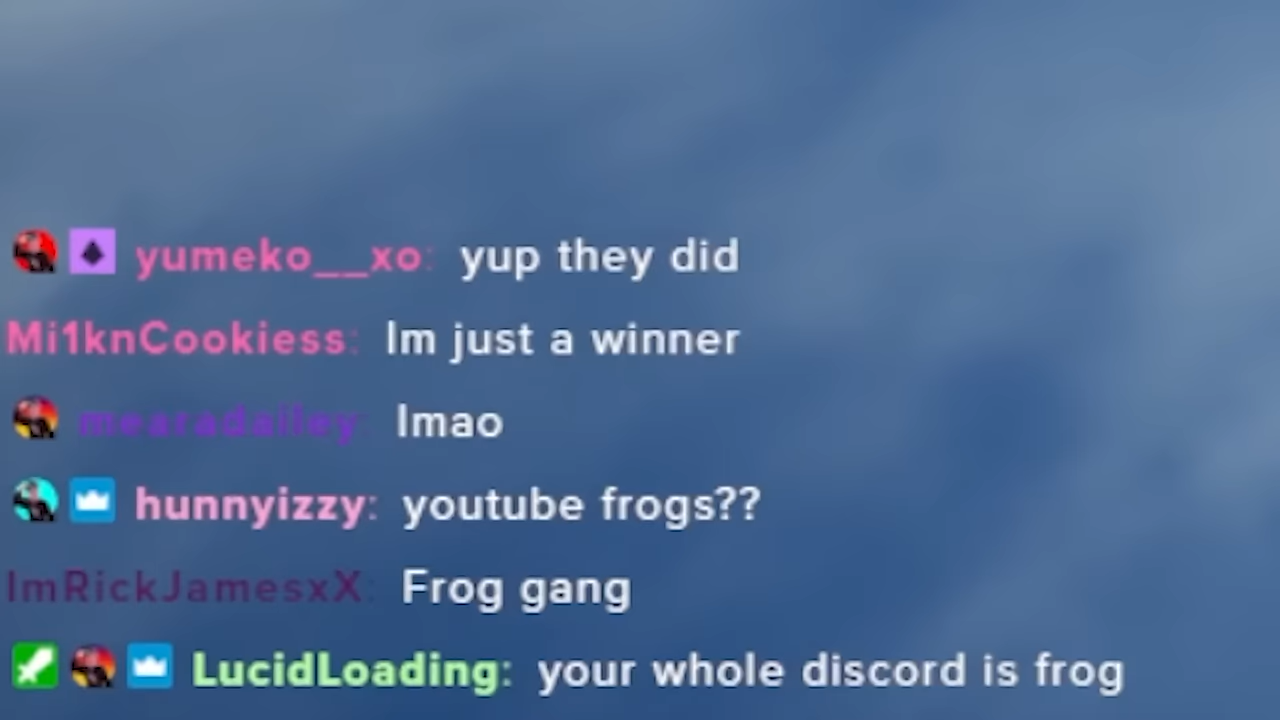 yumeko__xo: yup they did
Mi1knCookiess: Im just a winner
mearadailey: lmao
hunnyizzy: youtube frogs??
ImRickJamesxX: Frog gang
LucidLoading: your whole discord is frog